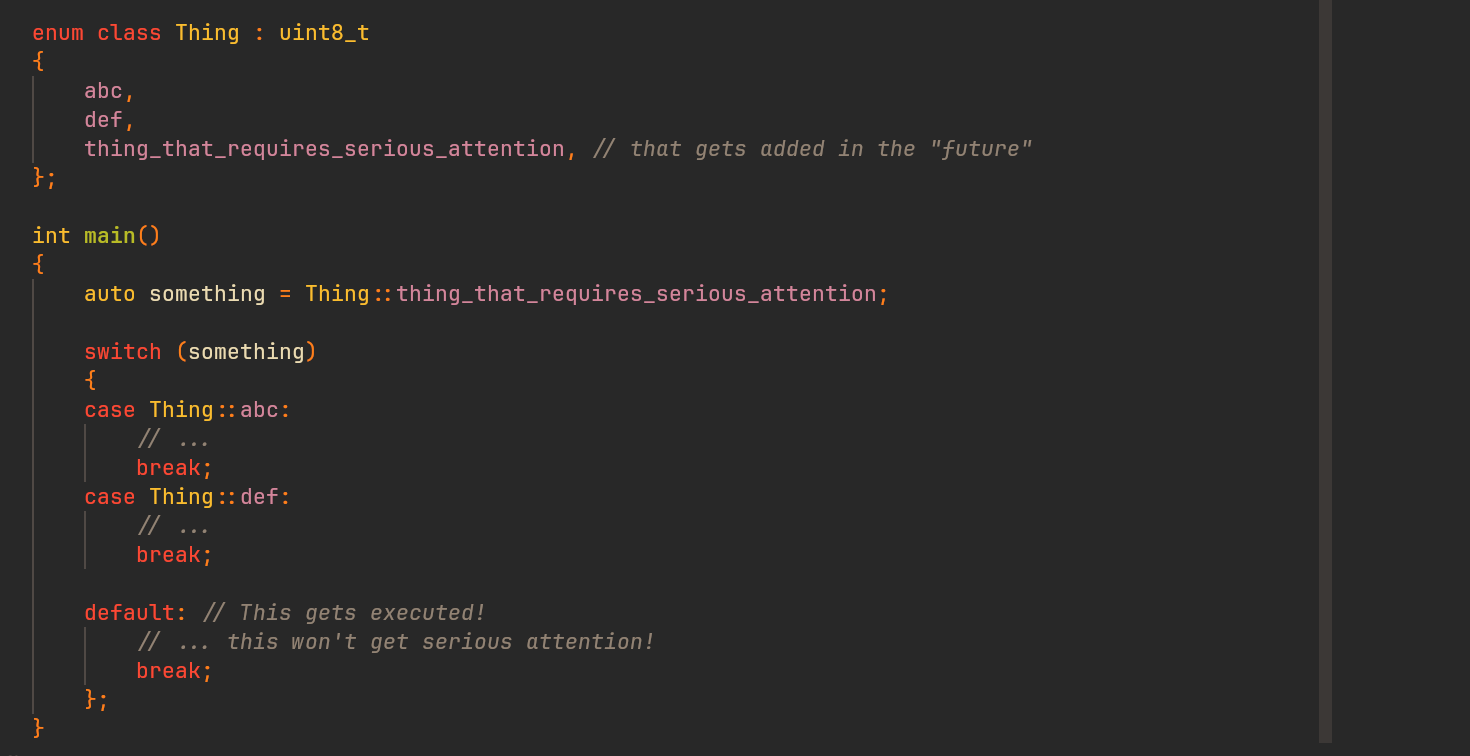 enum class Thing : uint8_t
{
    abc,
    def,
    thing_that_requires_serious_attention, // that gets added in the "future"
};

int main()
{
    auto something = Thing::thing_that_requires_serious_attention;

    switch (something)
    {
    case Thing::abc:
        // ...
        break;
    case Thing::def:
        // ...
        break;

    default: // This gets executed!
        // ... this won't get serious attention!
        break;
    };
}